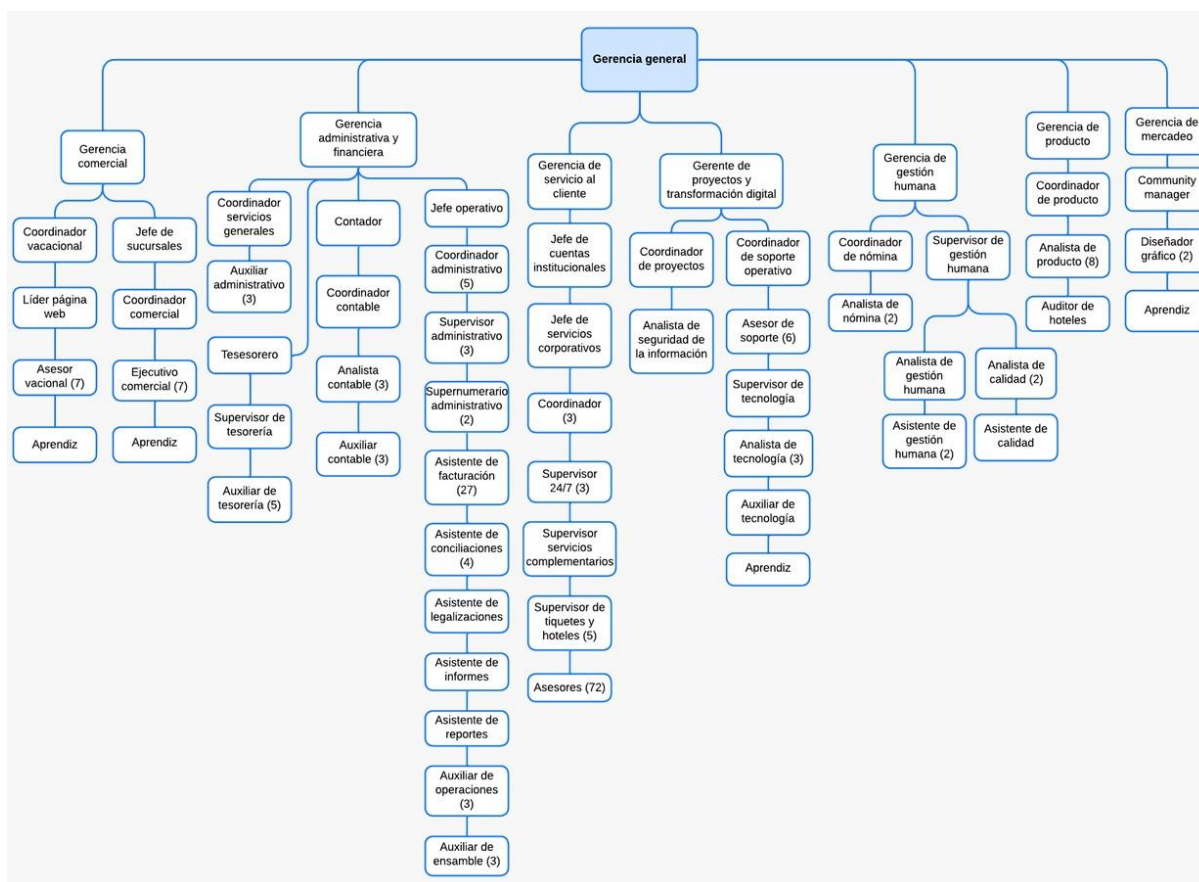 Gerencia general
Gerencia
comercial
Coordinador
vacacional
Líder página
web
Asesor
vacional (7)
Aprendiz
Jefe de
sucursales
Coordinador
comercial
Ejecutivo
comercial (7)
Aprendiz
Gerencia
administrativa y
financiera
Coordinador
servicios
generales
Auxiliar
administrativo
(3)
Tesesorero
Supervisor de
tesorería
Auxiliar de
tesorería (5)
Contador
Coordinador
contable
Analista
contable (3)
Auxiliar
contable (3)
Jefe operativo
Coordinador
administrativo
(5)
Supervisor
administrativo
(3)
Supernumerario
administrativo
(2)
Asistente de
facturación
(27)
Asistente de
conciliaciones
(4)
Asistente de
legalizaciones
Asistente de
informes
Asistente de
reportes
Auxiliar de
operaciones
(3)
Auxiliar de
ensamble (3)
Gerencia de
servicio al
cliente
Jefe de
cuentas
institucionales
Jefe de
servicios
corporativos
Coordinador
(3)
Supervisor
24/7 (3)
Supervisor
servicios
complementarios
Supervisor de
tiquetes y
hoteles (5)
Asesores (72)
Gerente de
proyectos y
transformación digital
Coordinador
de proyectos
Analista de
seguridad de
la información
Coordinador
de soporte
operativo
Asesor de
soporte (6)
Supervisor de
tecnología
Analista de
tecnología (3)
Auxiliar de
tecnología
Aprendiz
Gerencia de
gestión
humana
Coordinador
de nómina
Analista de
nómina (2)
Supervisor de
gestión
humana
Analista de
gestión
humana
Asistente de
gestión
humana (2)
Analista de
calidad (2)
Asistente de
calidad
Gerencia de
producto
Coordinador
de producto
Analista de
producto (8)
Auditor de
hoteles
Gerencia de
mercadeo
Community
manager
Diseñador
gráfico (2)
Aprendiz